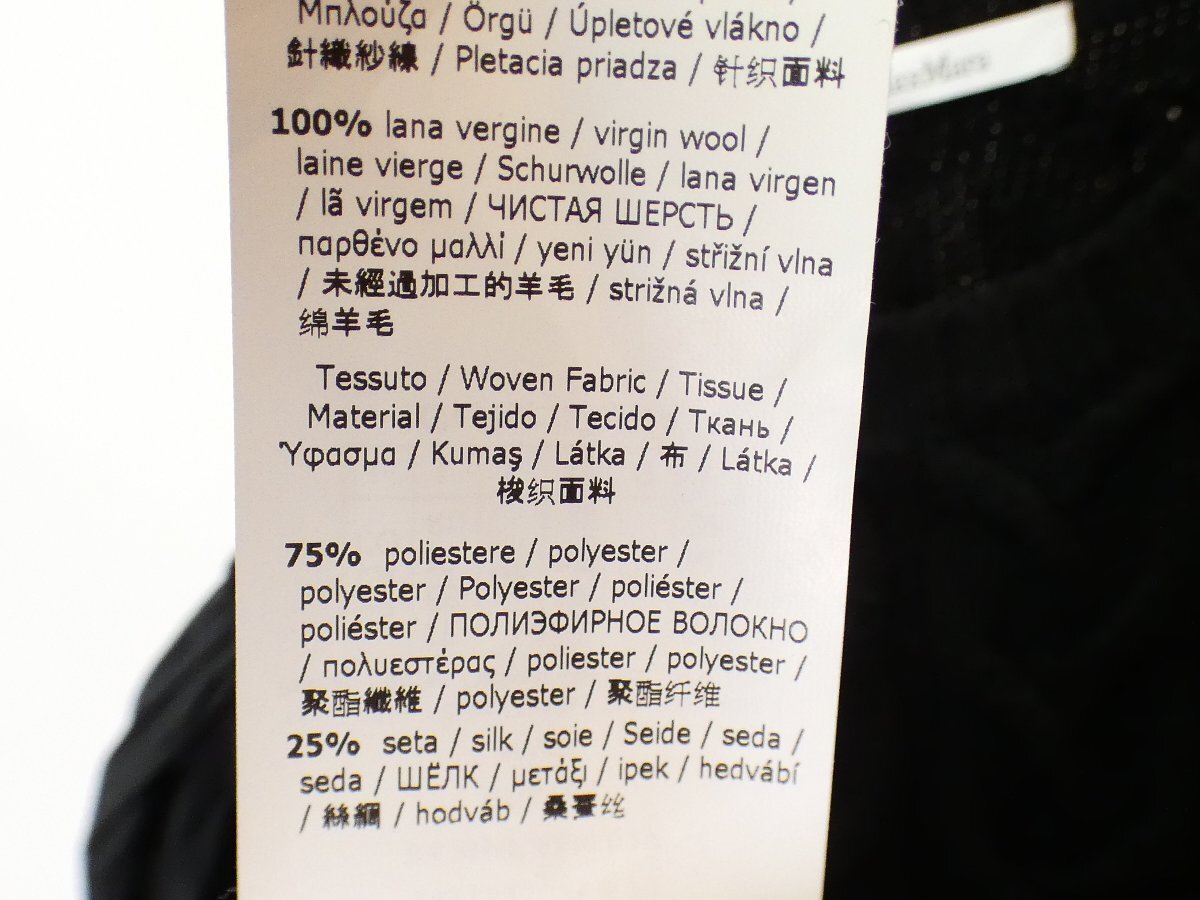 Μπλούζα / Örgü / Úpletové vlákno /
針織紗線 / Pletacia priadza / 针织面料
100% lana vergine / virgin wool /
laine vierge / Schurwolle / lana virgen
/ lã virgem / ЧИСТАЯ ШЕРСТЬ /
παρθένο μαλλί / yeni yün / střižní vlna
/ 未經過加工的羊毛 / strižná vlna /
绵羊毛
Tessuto / Woven Fabric / Tissue /
Material / Tejido / Tecido / Ткань /
Ύφασμα / Kumaş / Látka / 布 / Látka /
梭织面料
75% poliestere / polyester /
polyester / Polyester / poliéster /
poliéster / ПОЛИЭФИРНОЕ ВОЛОКНО
/ πολυεστέρας / poliester / polyester /
聚酯纖維 / polyester / 聚酯纤维
25% seta / silk / soie / Seide / seda /
seda / ШЁЛК / μετάξι / ipek / hedvábí
/ 絲綢 / hodváb / 桑蚕丝